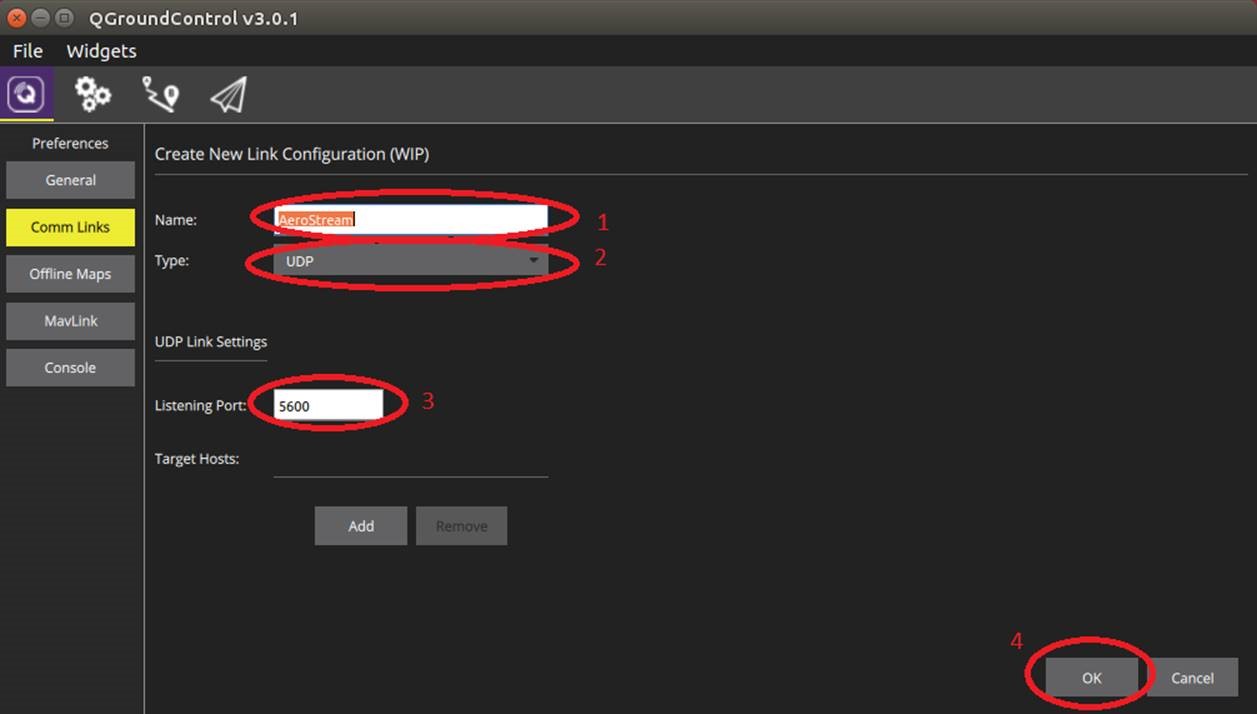 QGroundControl v3.0.1
File Widgets
Preferences
General
Comm Links
Offline Maps
MavLink
Console
Create New Link Configuration (WIP)
Name: AeroStream 1
Type: UDP 2
UDP Link Settings
Listening Port: 5600 3
Target Hosts:
Add Remove
4
OK Cancel